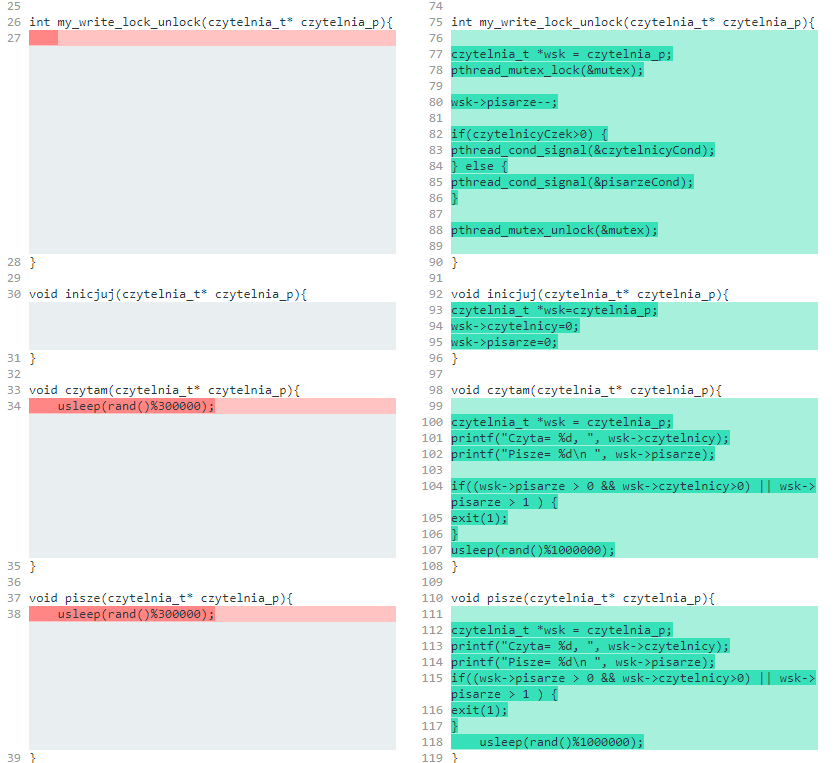 25
26 int my_write_lock_unlock(czytelnia_t* czytelnia_p){
27
28 }
29
30 void inicjuj(czytelnia_t* czytelnia_p){
31 }
32
33 void czytam(czytelnia_t* czytelnia_p){
34     usleep(rand()%300000);
35 }
36
37 void pisze(czytelnia_t* czytelnia_p){
38     usleep(rand()%300000);
39 }
74
75 int my_write_lock_unlock(czytelnia_t* czytelnia_p){
76
77 czytelnia_t *wsk = czytelnia_p;
78 pthread_mutex_lock(&mutex);
79
80 wsk->pisarze--;
81
82 if(czytelnicyCzek>0) {
83 pthread_cond_signal(&czytelnicyCond);
84 } else {
85 pthread_cond_signal(&pisarzeCond);
86 }
87
88 pthread_mutex_unlock(&mutex);
89
90 }
91
92 void inicjuj(czytelnia_t* czytelnia_p){
93 czytelnia_t *wsk=czytelnia_p;
94 wsk->czytelnicy=0;
95 wsk->pisarze=0;
96 }
97
98 void czytam(czytelnia_t* czytelnia_p){
99
100 czytelnia_t *wsk = czytelnia_p;
101 printf("Czyta= %d, ", wsk->czytelnicy);
102 printf("Pisze= %d\n ", wsk->pisarze);
103
104 if((wsk->pisarze > 0 && wsk->czytelnicy>0) || wsk->
pisarze > 1 ) {
105 exit(1);
106 }
107 usleep(rand()%1000000);
108 }
109
110 void pisze(czytelnia_t* czytelnia_p){
111
112 czytelnia_t *wsk = czytelnia_p;
113 printf("Czyta= %d, ", wsk->czytelnicy);
114 printf("Pisze= %d\n ", wsk->pisarze);
115 if((wsk->pisarze > 0 && wsk->czytelnicy>0) || wsk->
pisarze > 1 ) {
116 exit(1);
117 }
118     usleep(rand()%1000000);
119 }